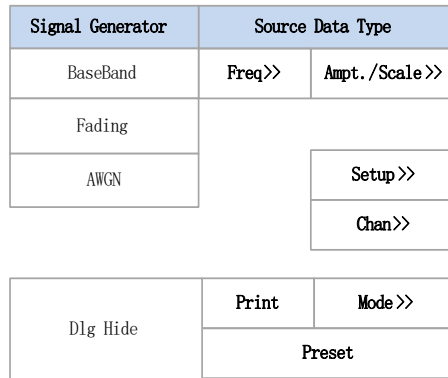 Signal Generator Source Data Type
BaseBand Freq>> Ampt./Scale>>
Fading
AWGN Setup>>
Chan>>
Dlg Hide Print Mode>>
Preset